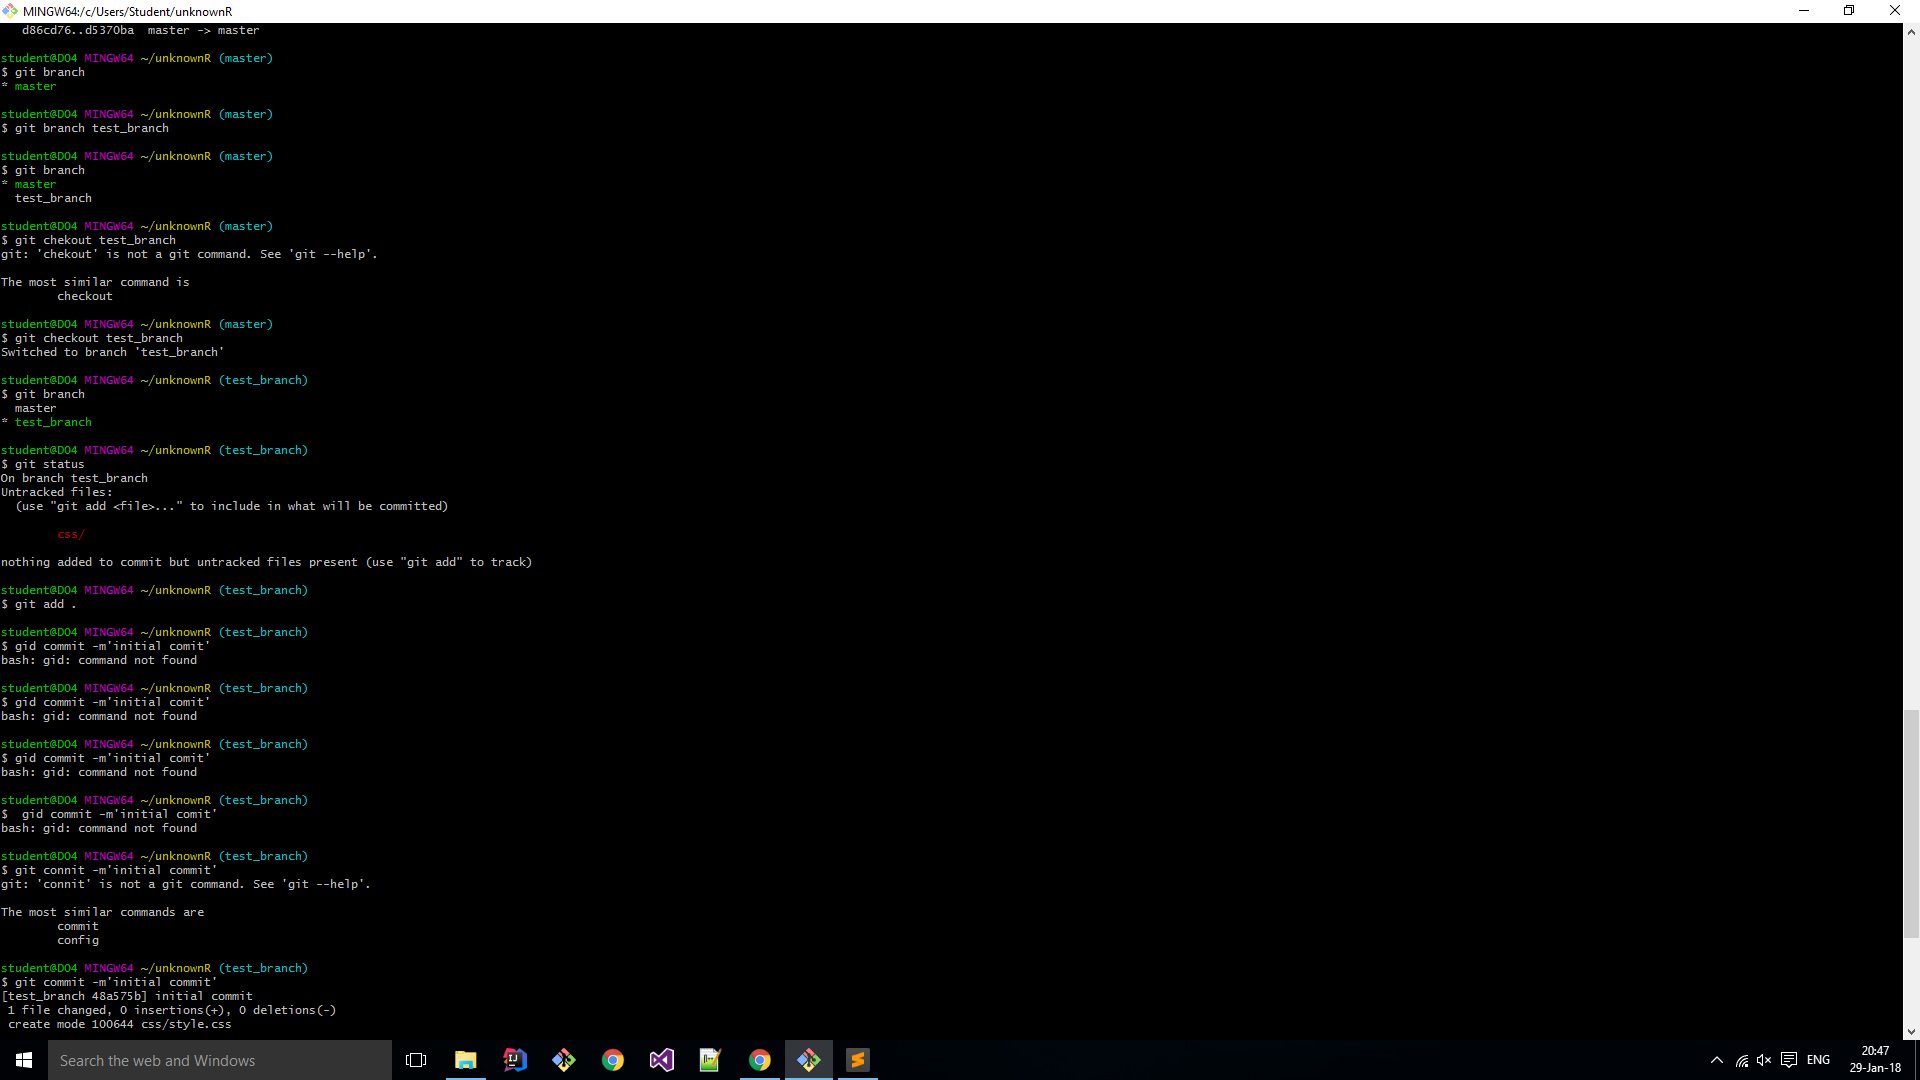 MINGW64:/c/Users/Student/unknownR
d86cd76..d5370ba  master -> master
student@D04 MINGW64 ~/unknownR (master)
$ git branch
* master
student@D04 MINGW64 ~/unknownR (master)
$ git branch test_branch
student@D04 MINGW64 ~/unknownR (master)
$ git branch
* master
test_branch
student@D04 MINGW64 ~/unknownR (master)
$ git chekout test_branch
git: 'chekout' is not a git command. See 'git --help'.
The most similar command is
checkout
student@D04 MINGW64 ~/unknownR (master)
$ git checkout test_branch
Switched to branch 'test_branch'
student@D04 MINGW64 ~/unknownR (test_branch)
$ git branch
master
* test_branch
student@D04 MINGW64 ~/unknownR (test_branch)
$ git status
On branch test_branch
Untracked files:
(use "git add <file>..." to include in what will be committed)
css/
nothing added to commit but untracked files present (use "git add" to track)
student@D04 MINGW64 ~/unknownR (test_branch)
$ git add .
student@D04 MINGW64 ~/unknownR (test_branch)
$ gid commit -m'initial comit'
bash: gid: command not found
student@D04 MINGW64 ~/unknownR (test_branch)
$ gid commit -m'initial comit'
bash: gid: command not found
student@D04 MINGW64 ~/unknownR (test_branch)
$ gid commit -m'initial comit'
bash: gid: command not found
student@D04 MINGW64 ~/unknownR (test_branch)
$  gid commit -m'initial comit'
bash: gid: command not found
student@D04 MINGW64 ~/unknownR (test_branch)
$ git connit -m'initial commit'
git: 'connit' is not a git command. See 'git --help'.
The most similar commands are
commit
config
student@D04 MINGW64 ~/unknownR (test_branch)
$ git commit -m'initial commit'
[test_branch 48a575b] initial commit
1 file changed, 0 insertions(+), 0 deletions(-)
create mode 100644 css/style.css
Search the web and Windows
ENG
20:47
29-Jan-18